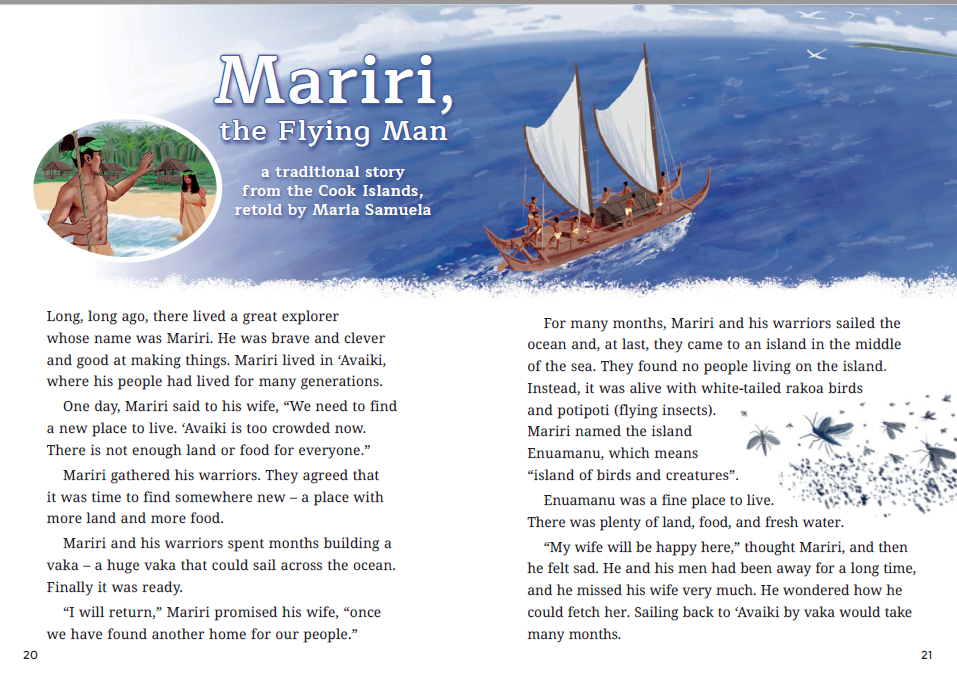 Mariri,
the Flying Man
a traditional story
from the Cook Islands,
retold by Maria Samuela
Long, long ago, there lived a great explorer
whose name was Mariri. He was brave and clever
and good at making things. Mariri lived in ‘Avaiki,
where his people had lived for many generations.
One day, Mariri said to his wife, “We need to find
a new place to live. ‘Avaiki is too crowded now.
There is not enough land or food for everyone.”
Mariri gathered his warriors. They agreed that
it was time to find somewhere new – a place with
more land and more food.
Mariri and his warriors spent months building a
vaka – a huge vaka that could sail across the ocean.
Finally it was ready.
“I will return,” Mariri promised his wife, “once
we have found another home for our people.”
20
For many months, Mariri and his warriors sailed the
ocean and, at last, they came to an island in the middle
of the sea. They found no people living on the island.
Instead, it was alive with white-tailed rakoa birds
and potipoti (flying insects).
Mariri named the island
Enuamanu, which means
“island of birds and creatures”.
Enuamanu was a fine place to live.
There was plenty of land, food, and fresh water.
“My wife will be happy here,” thought Mariri, and then
he felt sad. He and his men had been away for a long time,
and he missed his wife very much. He wondered how he
could fetch her. Sailing back to ‘Avaiki by vaka would take
many months.
21